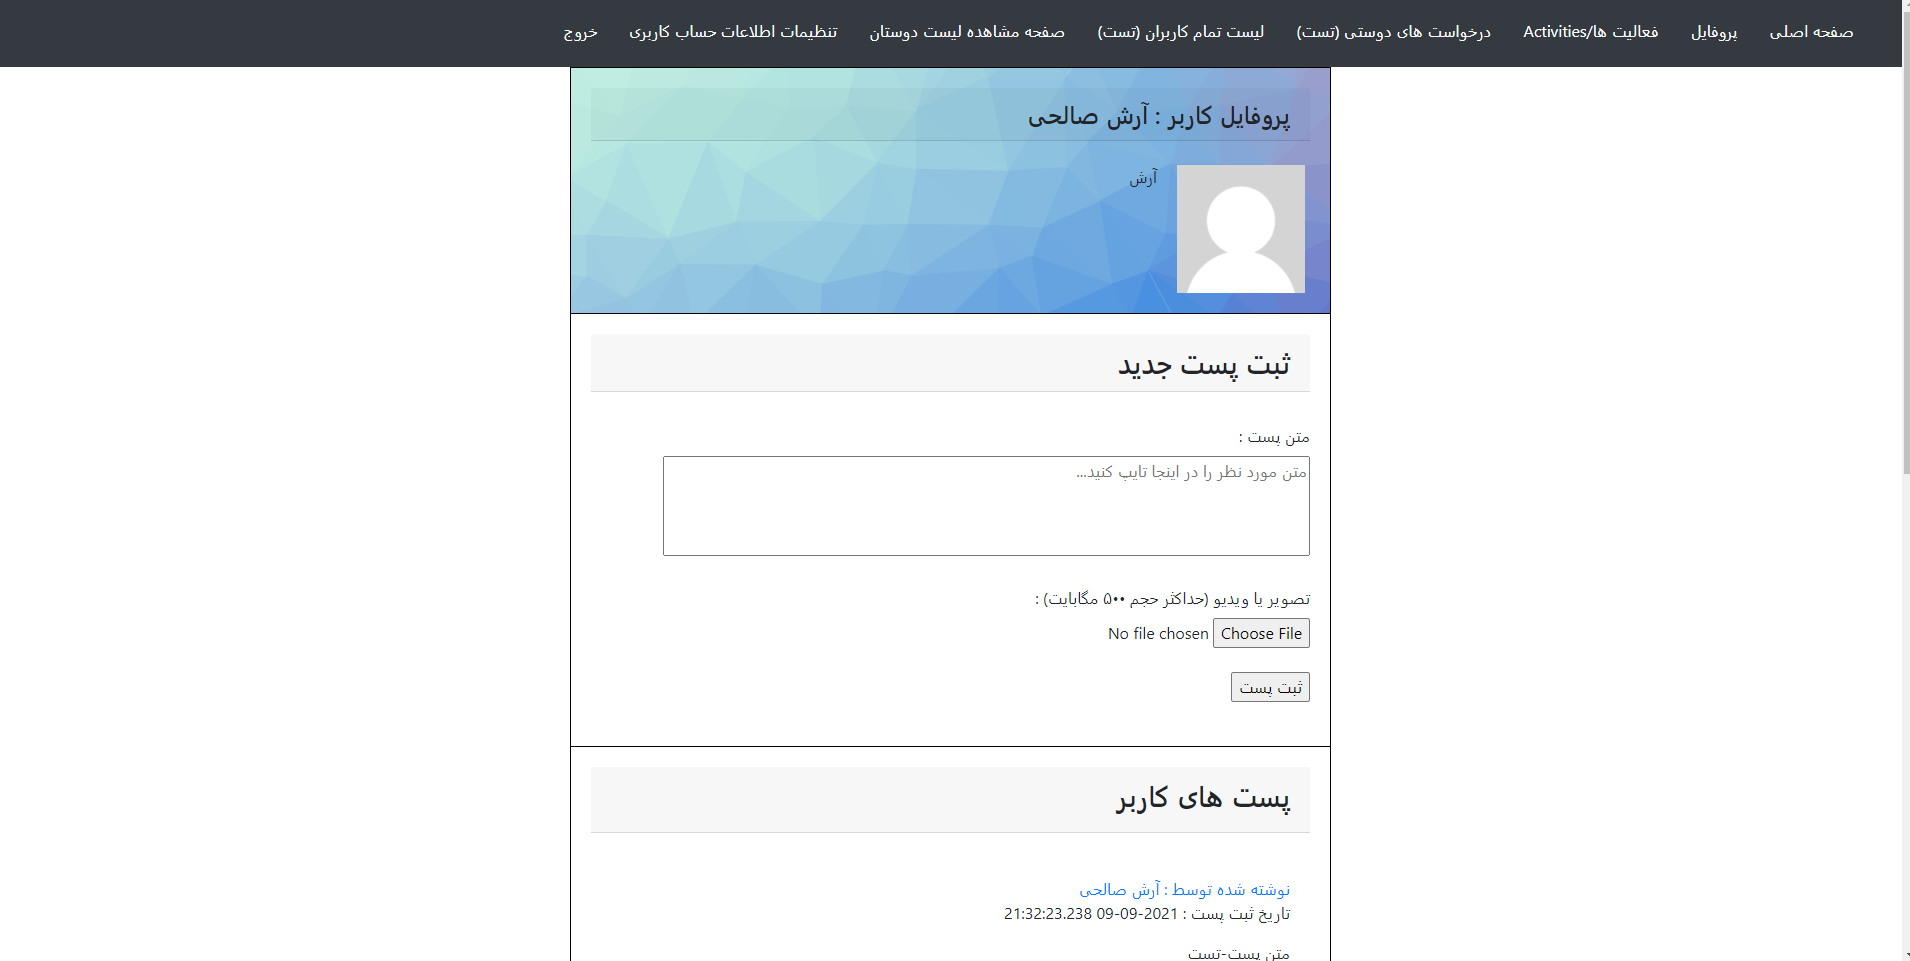 صفحه اصلی
پروفایل
فعالیت ها/Activities
درخواست های دوستی (تست)
لیست تمام کاربران (تست)
صفحه مشاهده لیست دوستان
تنظیمات اطلاعات حساب کاربری
خروج
پروفایل کاربر : آرش صالحی
آرش
ثبت پست جدید
متن پست :
متن مورد نظر را در اینجا تایپ کنید...
تصویر یا ویدیو (حداکثر حجم ۵۰۰ مگابایت) :
Choose File No file chosen
ثبت پست
پست های کاربر
نوشته شده توسط : آرش صالحی
تاریخ ثبت پست : 2021-09-09 21:32:23.238
متن پست-تست